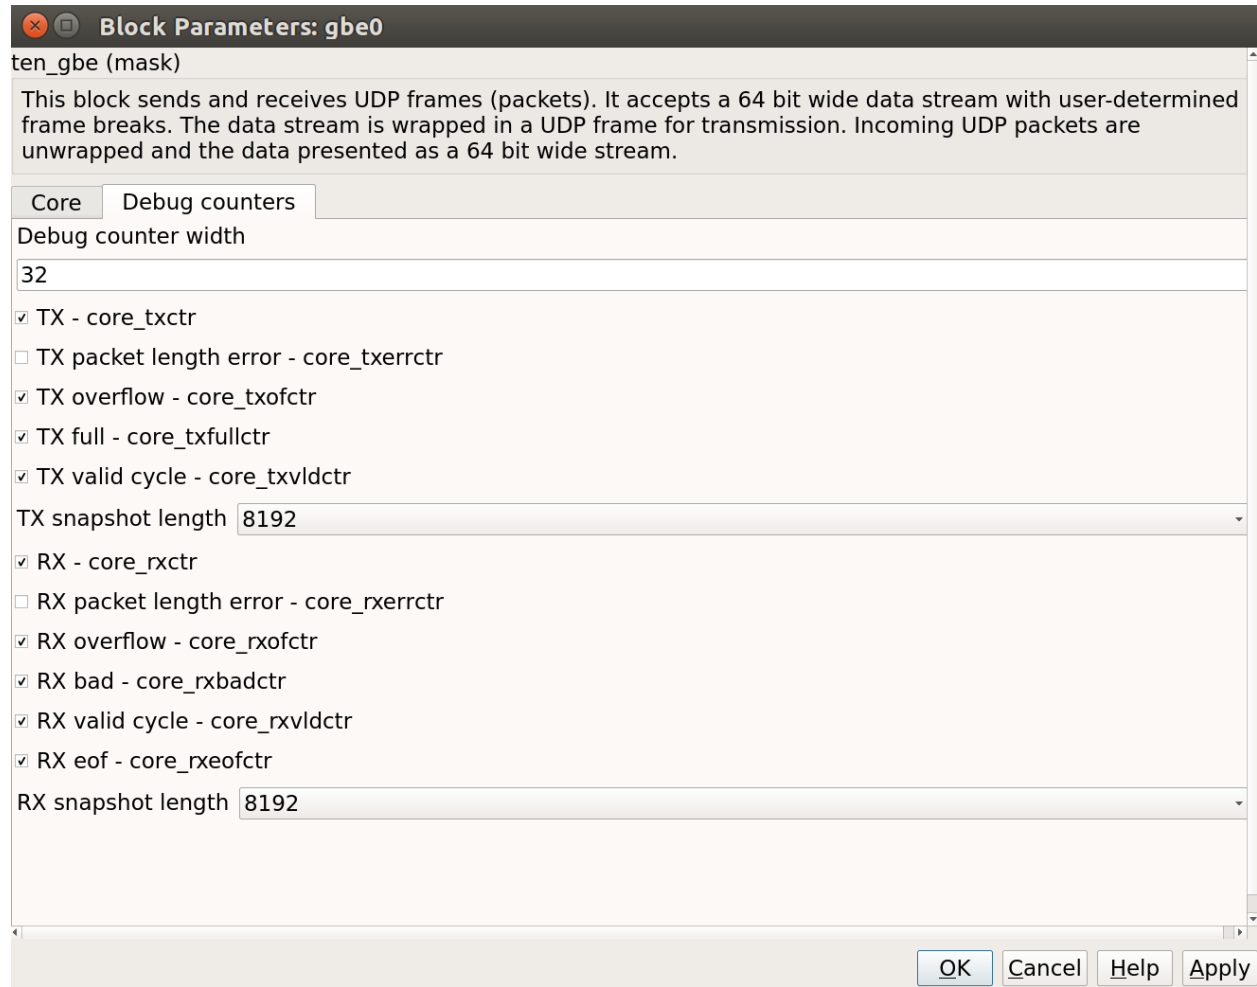 Block Parameters: gbe0
ten_gbe (mask)
This block sends and receives UDP frames (packets). It accepts a 64 bit wide data stream with user-determined
frame breaks. The data stream is wrapped in a UDP frame for transmission. Incoming UDP packets are
unwrapped and the data presented as a 64 bit wide stream.
Core Debug counters
Debug counter width
32
TX - core_txctr
TX packet length error - core_txerrctr
TX overflow - core_txofctr
TX full - core_txfullctr
TX valid cycle - core_txvldctr
TX snapshot length 8192
RX - core_rxctr
RX packet length error - core_rxerrctr
RX overflow - core_rxofctr
RX bad - core_rxbadctr
RX valid cycle - core_rxvldctr
RX eof - core_rxeofctr
RX snapshot length 8192
OK Cancel Help Apply